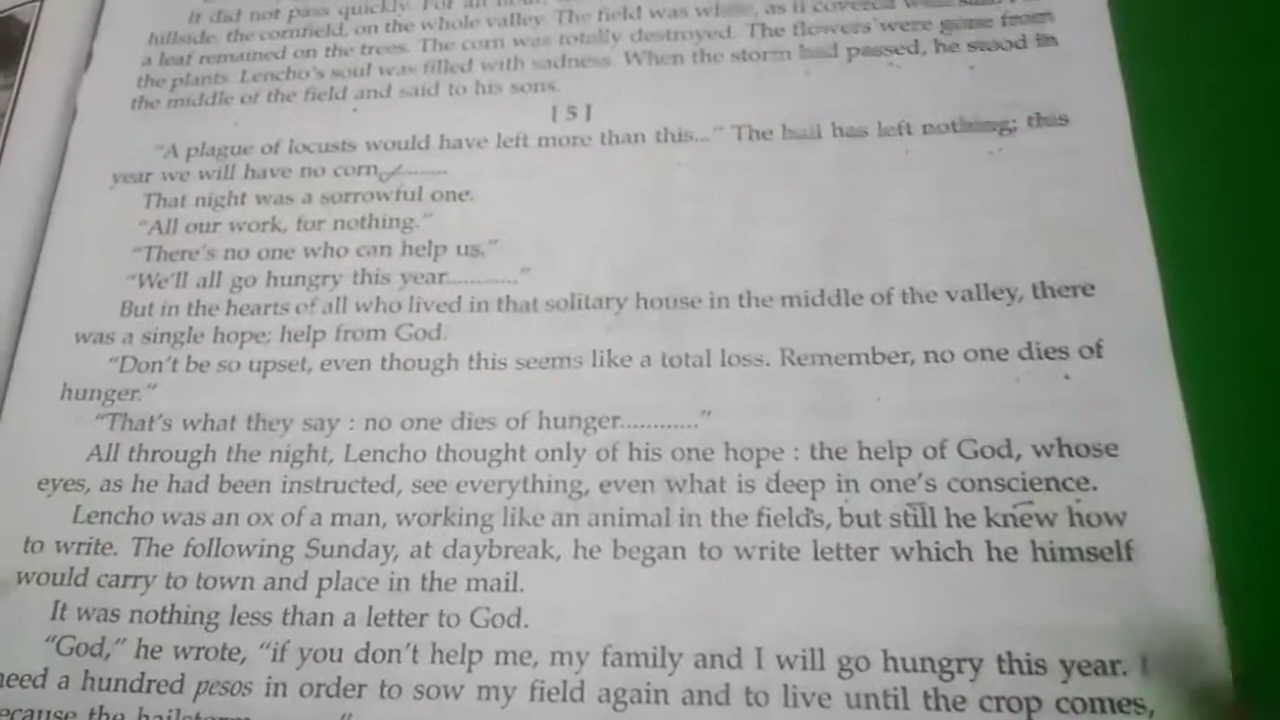 It did not pass quickly. For an
hillside, the cornfield, on the whole valley. The field was white, as if covered
a leaf remained on the trees. The corn was totally destroyed. The flowers were gone from
the plants. Lencho's soul was filled with sadness. When the storm had passed, he stood in
the middle of the field and said to his sons.
[ 5 ]
"A plague of locusts would have left more than this..." The hail has left nothing; this
year we will have no corn.........
That night was a sorrowful one.
"All our work, for nothing."
"There's no one who can help us."
"We'll all go hungry this year............"
But in the hearts of all who lived in that solitary house in the middle of the valley, there
was a single hope; help from God.
"Don't be so upset, even though this seems like a total loss. Remember, no one dies of
hunger."
"That's what they say : no one dies of hunger............"
All through the night, Lencho thought only of his one hope : the help of God, whose
eyes, as he had been instructed, see everything, even what is deep in one's conscience.
Lencho was an ox of a man, working like an animal in the fields, but still he knew how
to write. The following Sunday, at daybreak, he began to write letter which he himself
would carry to town and place in the mail.
It was nothing less than a letter to God.
"God," he wrote, "if you don't help me, my family and I will go hungry this year. I
need a hundred pesos in order to sow my field again and to live until the crop comes,
because the hailstorm